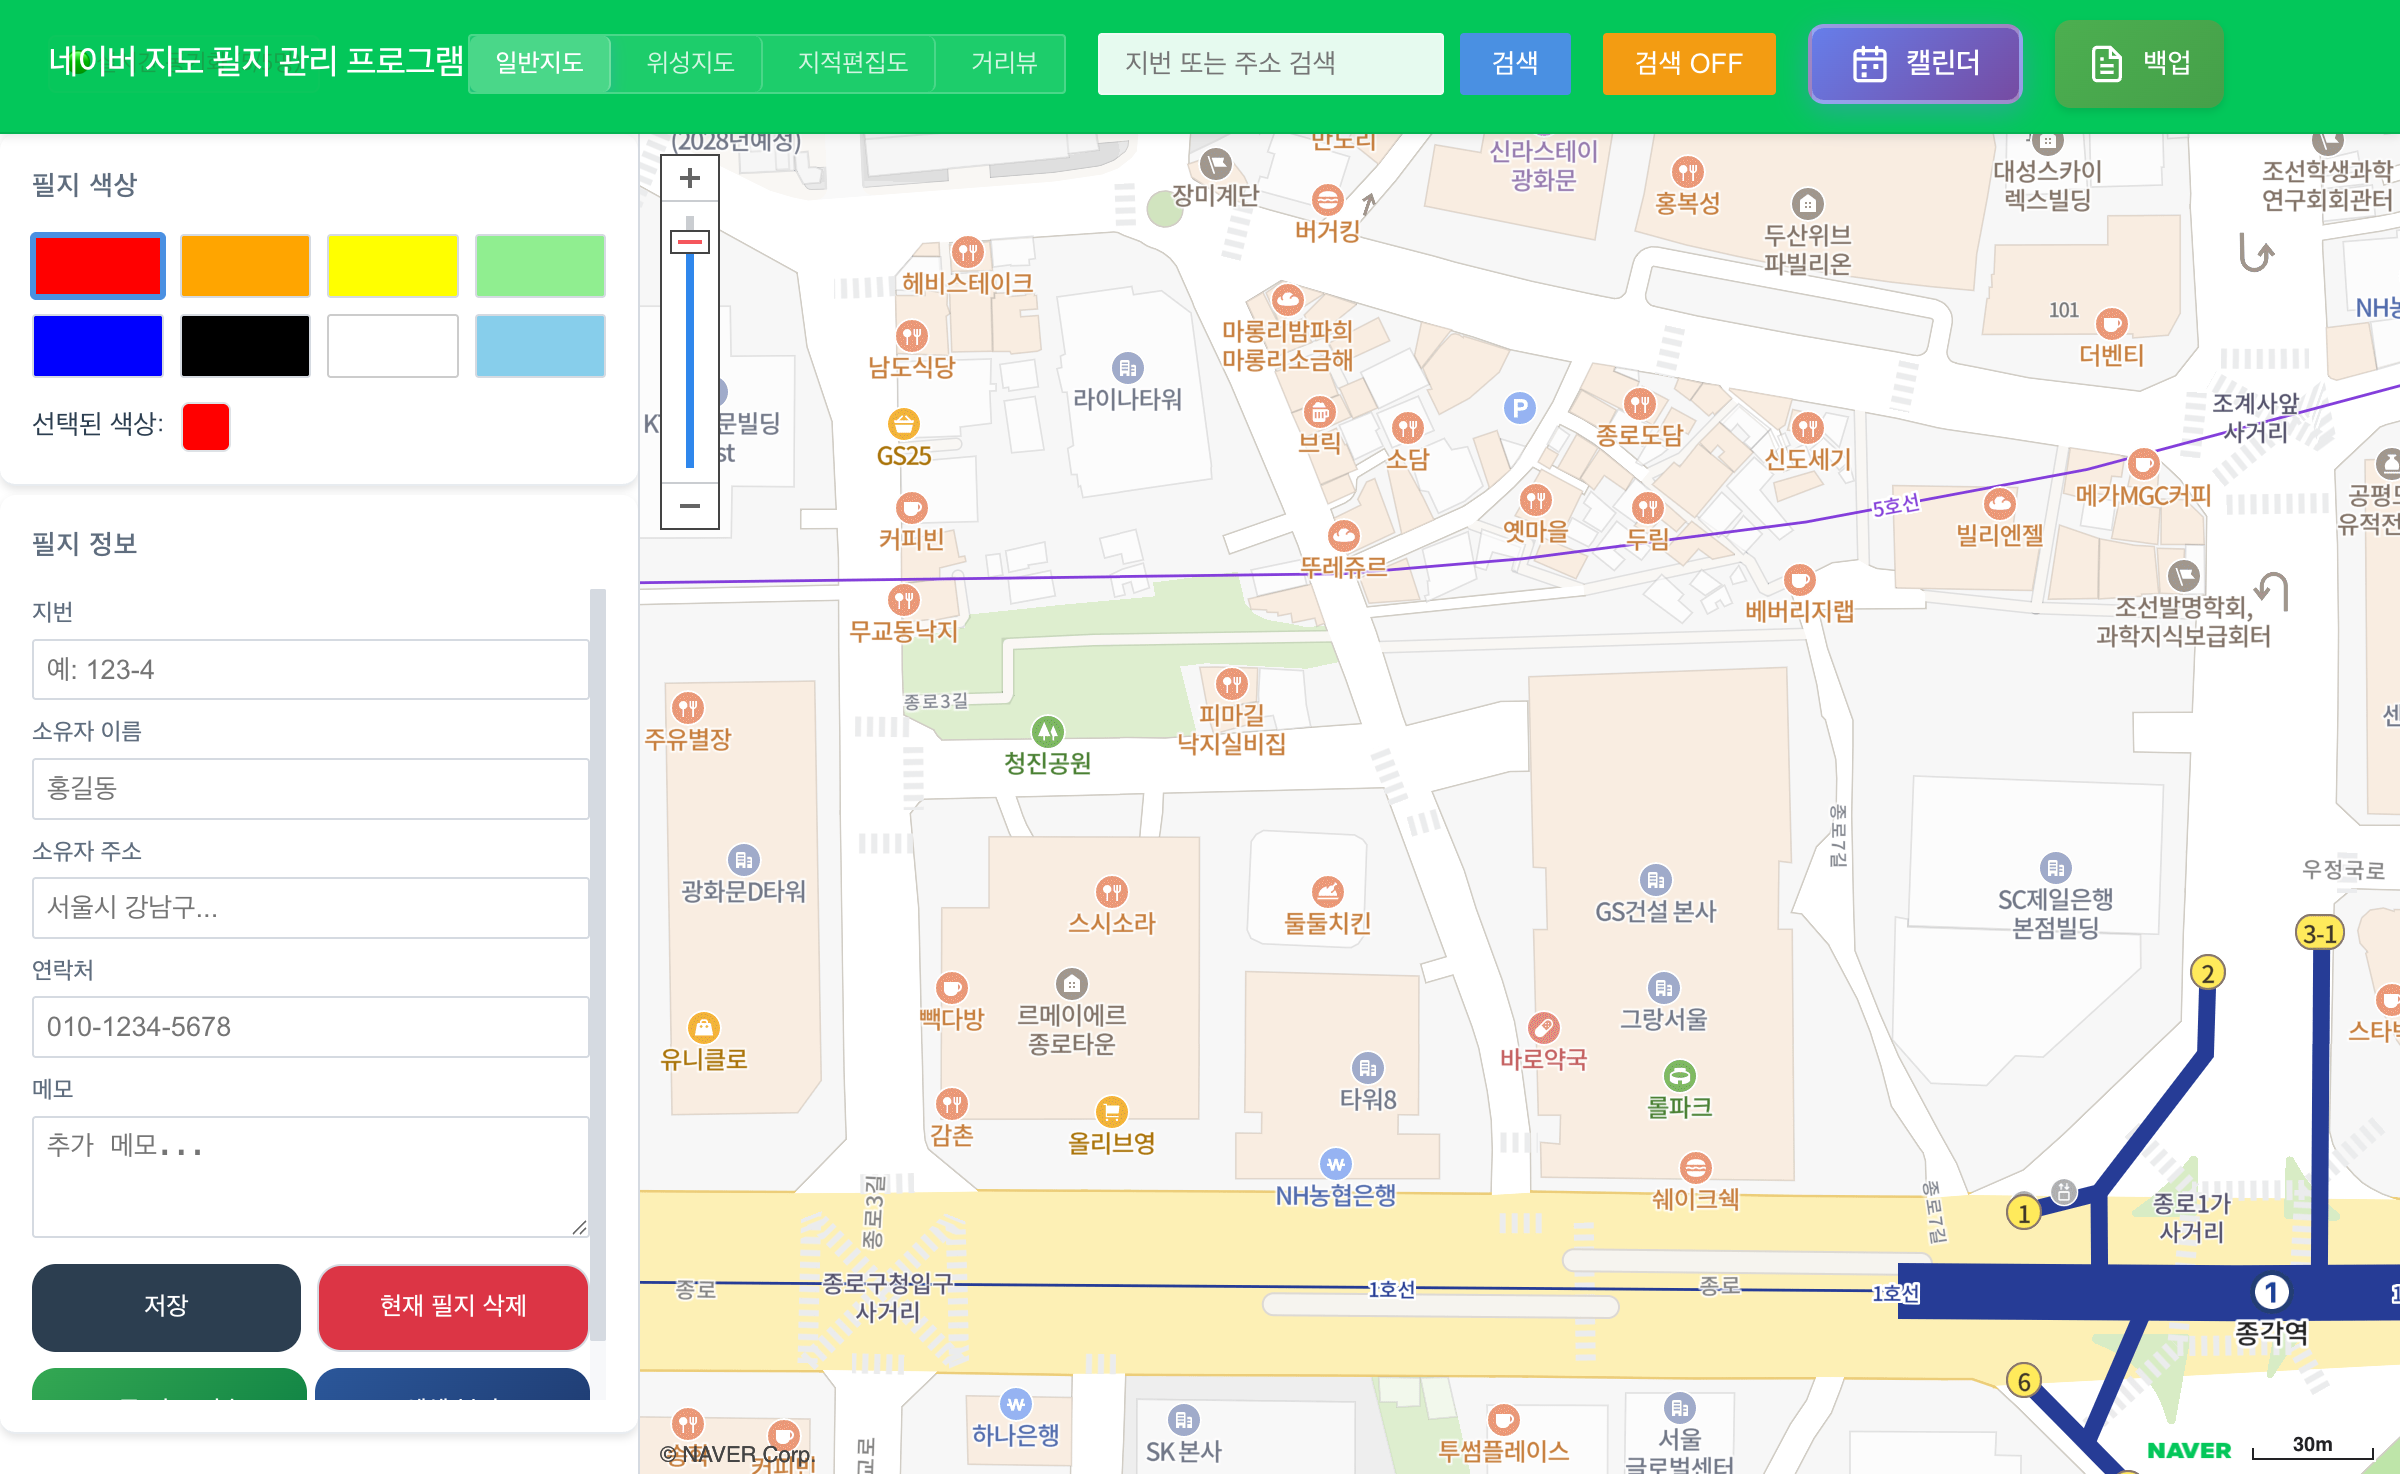 네이버 지도 필지 관리 프로그램
일반지도
위성지도
지적편집도
거리뷰
지번 또는 주소 검색
검색
검색 OFF
캘린더
백업
필지 색상
선택된 색상:
필지 정보
지번
예: 123-4
소유자 이름
홍길동
소유자 주소
서울시 강남구...
연락처
010-1234-5678
메모
추가 메모...
저장
현재 필지 삭제
(2028년예정)
장미계단
버거킹
신라스테이
광화문
홍복성
두산위브
파빌리온
대성스카이
렉스빌딩
조선학생과학
연구회회관터
헤비스테이크
마롱리밤파희
마롱리소금해
101
더벤티
남도식당
라이나타워
조계사앞
사거리
GS25
브릭
소담
P
종로도담
신도세기
커피빈
옛마을
두림
5호선
메가MGC커피
빌리엔젤
뚜레쥬르
무교동낙지
베버리지랩
조선발명학회,
과학지식보급회터
종로3길
주유별장
피마길
낙지실비집
청진공원
종로7길
우정국로
광화문D타워
스시소라
둘둘치킨
GS건설 본사
SC제일은행
본점빌딩
3-1
2
빽다방
르메이에르
종로타운
그랑서울
유니클로
타워8
바로약국
롤파크
감촌
올리브영
NH농협은행
쉐이크쉑
종로3길
종로7길
1
종로1가
사거리
종로
종로구청입구
사거리
1호선
종로
1호선
1
종각역
6
하나은행
SK 본사
투썸플레이스
서울
글로벌센터
© NAVER Corp.
NAVER
30m